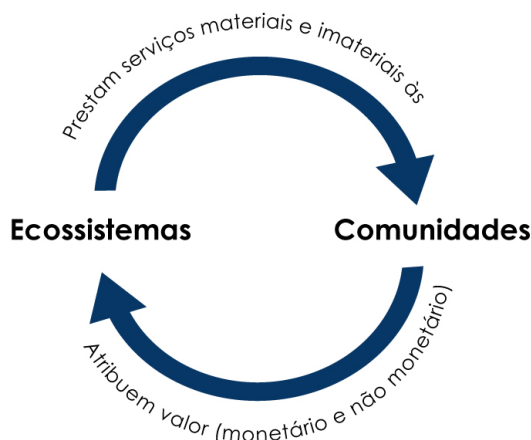 Prestam serviços materiais e imateriais às
Ecossistemas
Comunidades
Atribuem valor (monetário e não monetário)